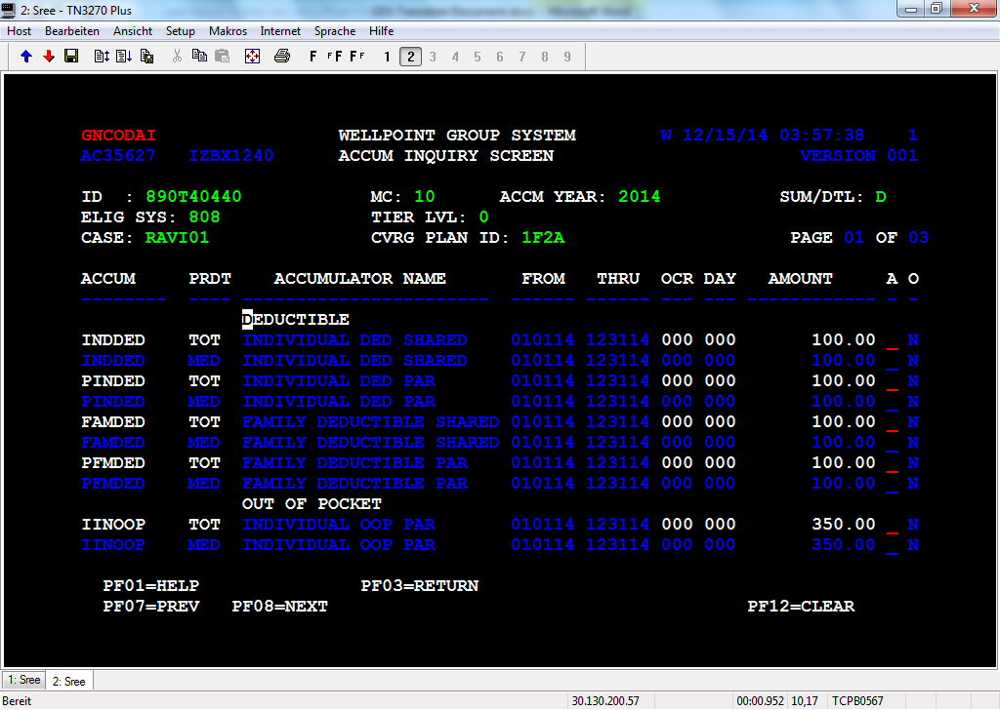 2: Sree - TN3270 Plus
Host Bearbeiten Ansicht Setup Makros Internet Sprache Hilfe
F FF FF 1 2 3 4 5 6 7 8 9
GNCODAI WELLPOINT GROUP SYSTEM W 12/15/14 03:57:38 1
AC35627 IZBX1240 ACCUM INQUIRY SCREEN VERSION 001
ID : 890T40440 MC: 10 ACCM YEAR: 2014 SUM/DTL: D
ELIG SYS: 808 TIER LVL: 0
CASE: RAVI01 CVRG PLAN ID: 1F2A PAGE 01 OF 03
ACCUM PRDT ACCUMULATOR NAME FROM THRU OCR DAY AMOUNT A O
-------- ---- ----------------------- ------ ------ --- --- ------------ - -
DEDUCTIBLE
INDDED TOT INDIVIDUAL DED SHARED 010114 123114 000 000 100.00 _ N
INDDED MED INDIVIDUAL DED SHARED 010114 123114 000 000 100.00 _ N
PINDED TOT INDIVIDUAL DED PAR 010114 123114 000 000 100.00 _ N
PINDED MED INDIVIDUAL DED PAR 010114 123114 000 000 100.00 _ N
FAMDED TOT FAMILY DEDUCTIBLE SHARED 010114 123114 000 000 100.00 _ N
FAMDED MED FAMILY DEDUCTIBLE SHARED 010114 123114 000 000 100.00 _ N
PFMDED TOT FAMILY DEDUCTIBLE PAR 010114 123114 000 000 100.00 _ N
PFMDED MED FAMILY DEDUCTIBLE PAR 010114 123114 000 000 100.00 _ N
OUT OF POCKET
IINOOP TOT INDIVIDUAL OOP PAR 010114 123114 000 000 350.00 _ N
IINOOP MED INDIVIDUAL OOP PAR 010114 123114 000 000 350.00 _ N
PF01=HELP PF03=RETURN
PF07=PREV PF08=NEXT PF12=CLEAR
1: Sree 2: Sree
Bereit 30.130.200.57 00:00.952 10,17 TCPB0567